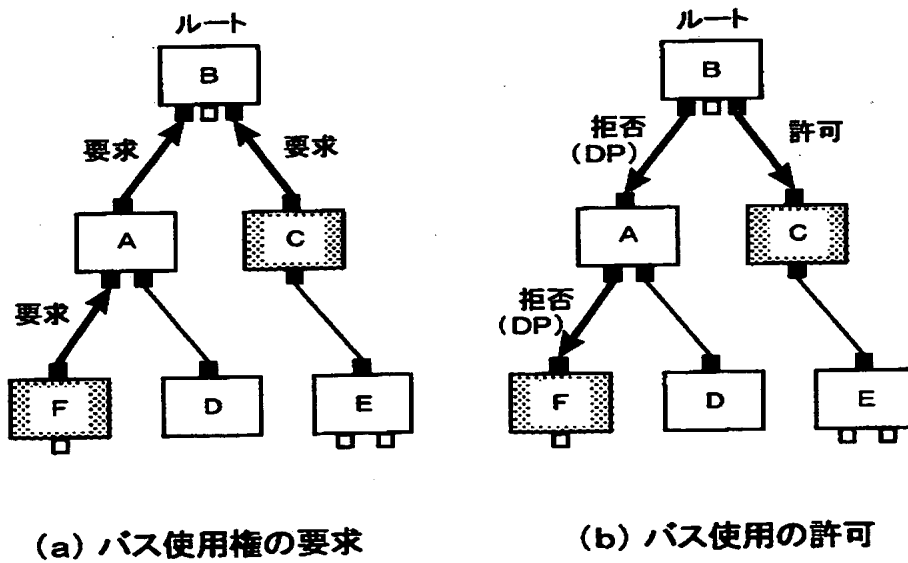 ルート
B
要求
要求
A
C
要求
F
D
E
(a) バス使用権の要求
ルート
B
拒否
(DP)
許可
A
C
拒否
(DP)
F
D
E
(b) バス使用の許可